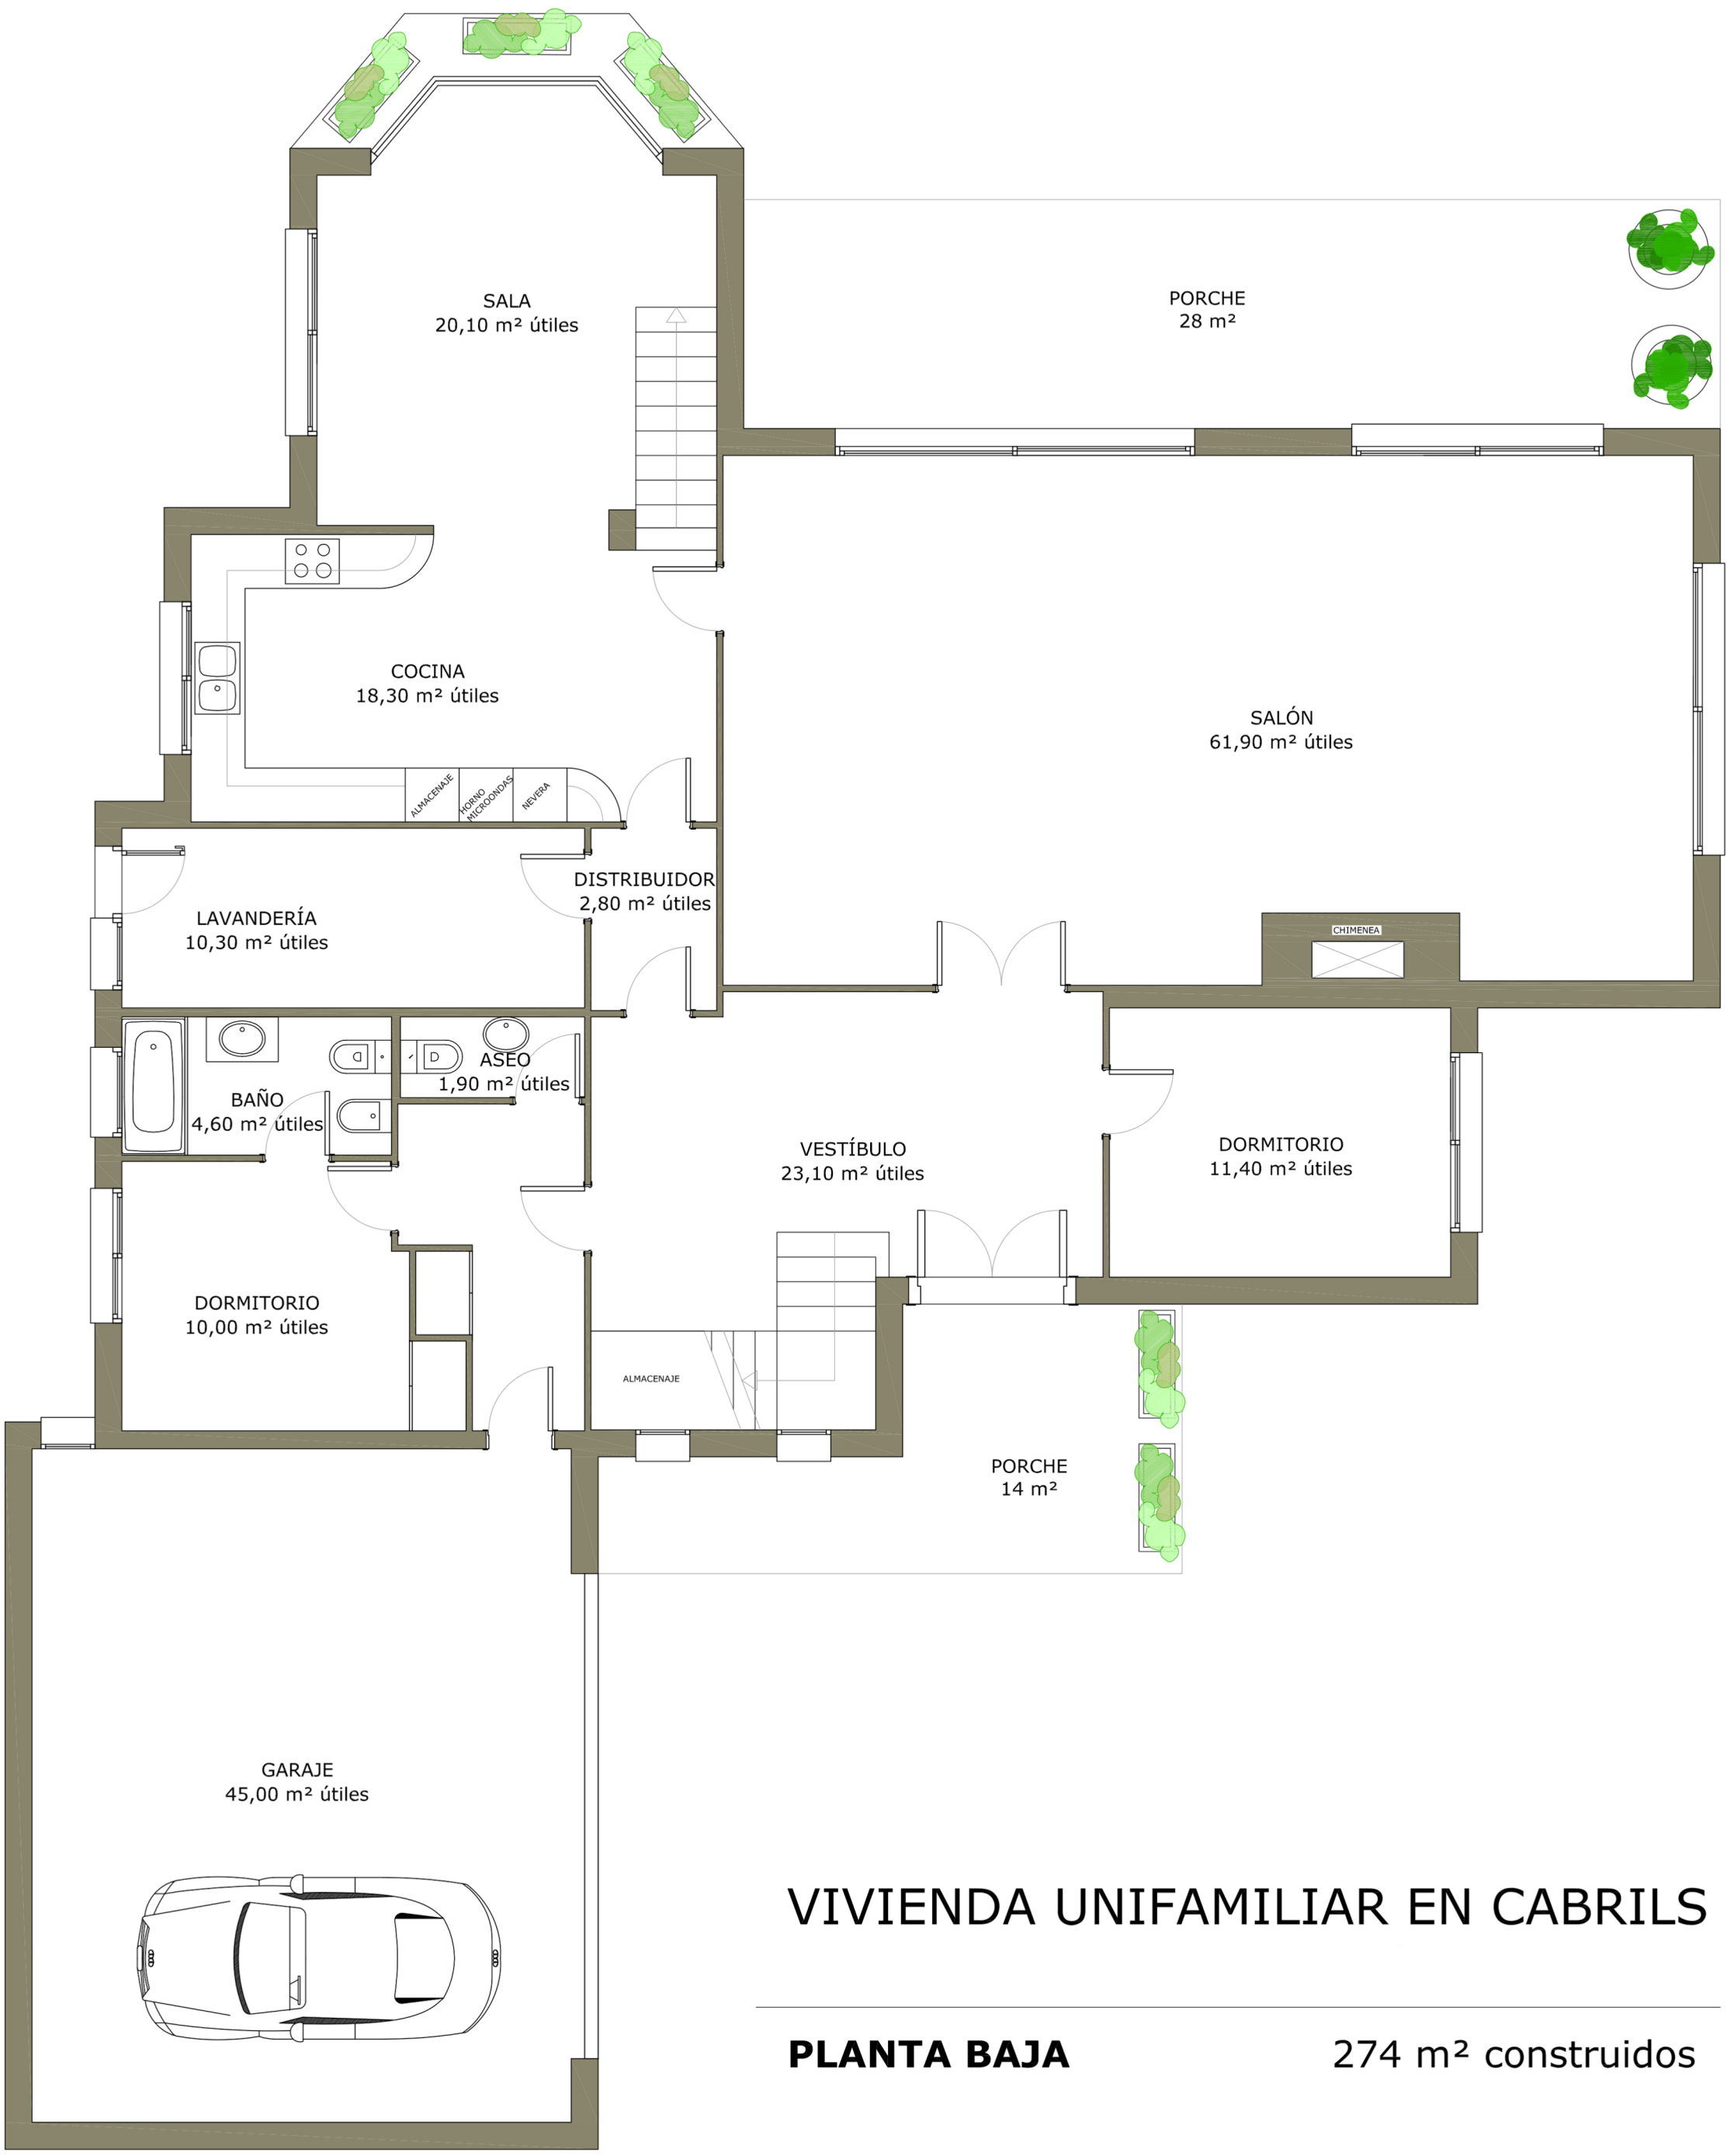 SALA
20,10 m² útiles
PORCHE
28 m²
COCINA
18,30 m² útiles
SALÓN
61,90 m² útiles
ALMACENAJE
HORNO
MICROONDAS
NEVERA
DISTRIBUIDOR
2,80 m² útiles
LAVANDERÍA
10,30 m² útiles
CHIMENEA
ASEO
1,90 m² útiles
BAÑO
4,60 m² útiles
VESTÍBULO
23,10 m² útiles
DORMITORIO
11,40 m² útiles
DORMITORIO
10,00 m² útiles
ALMACENAJE
PORCHE
14 m²
GARAJE
45,00 m² útiles
VIVIENDA UNIFAMILIAR EN CABRILS
PLANTA BAJA
274 m² construidos